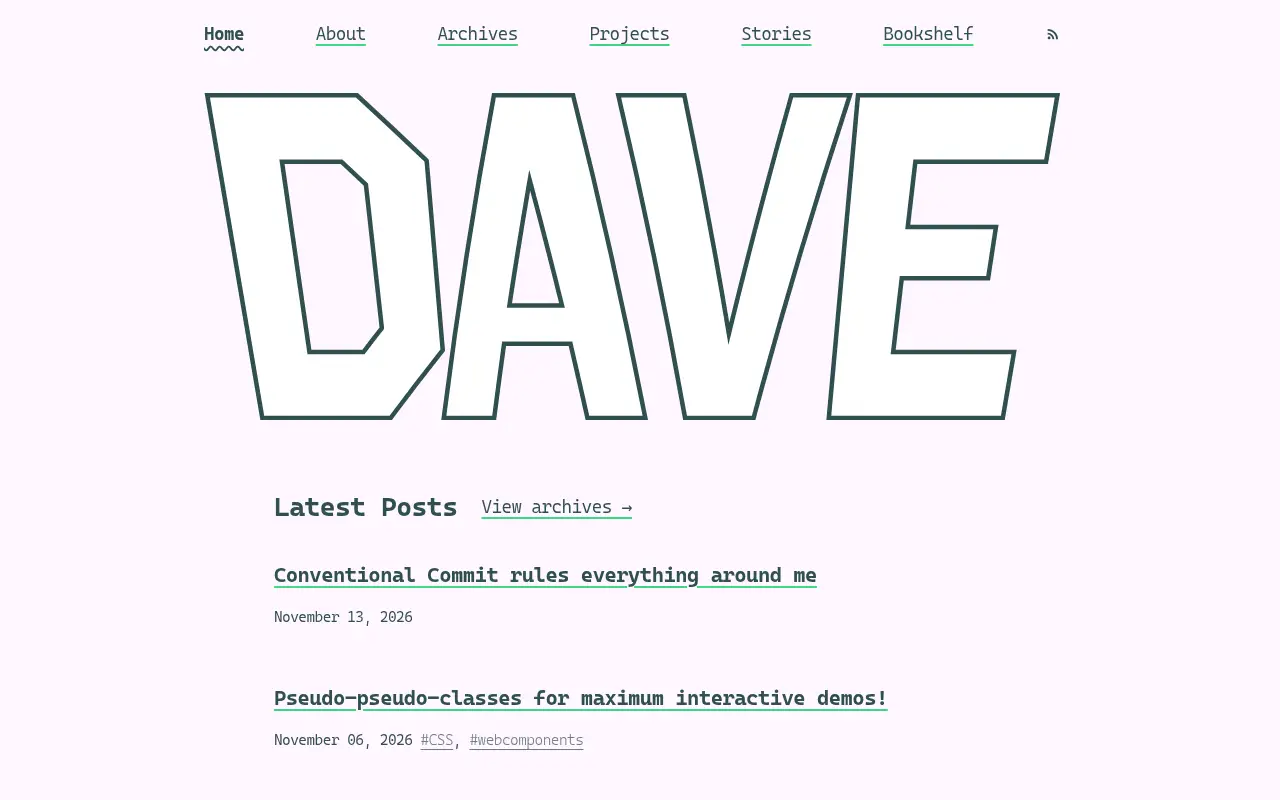 Home About Archives Projects Stories Bookshelf
DAVE
Latest Posts View archives →
Conventional Commit rules everything around me
November 13, 2026
Pseudo-pseudo-classes for maximum interactive demos!
November 06, 2026 #CSS, #webcomponents